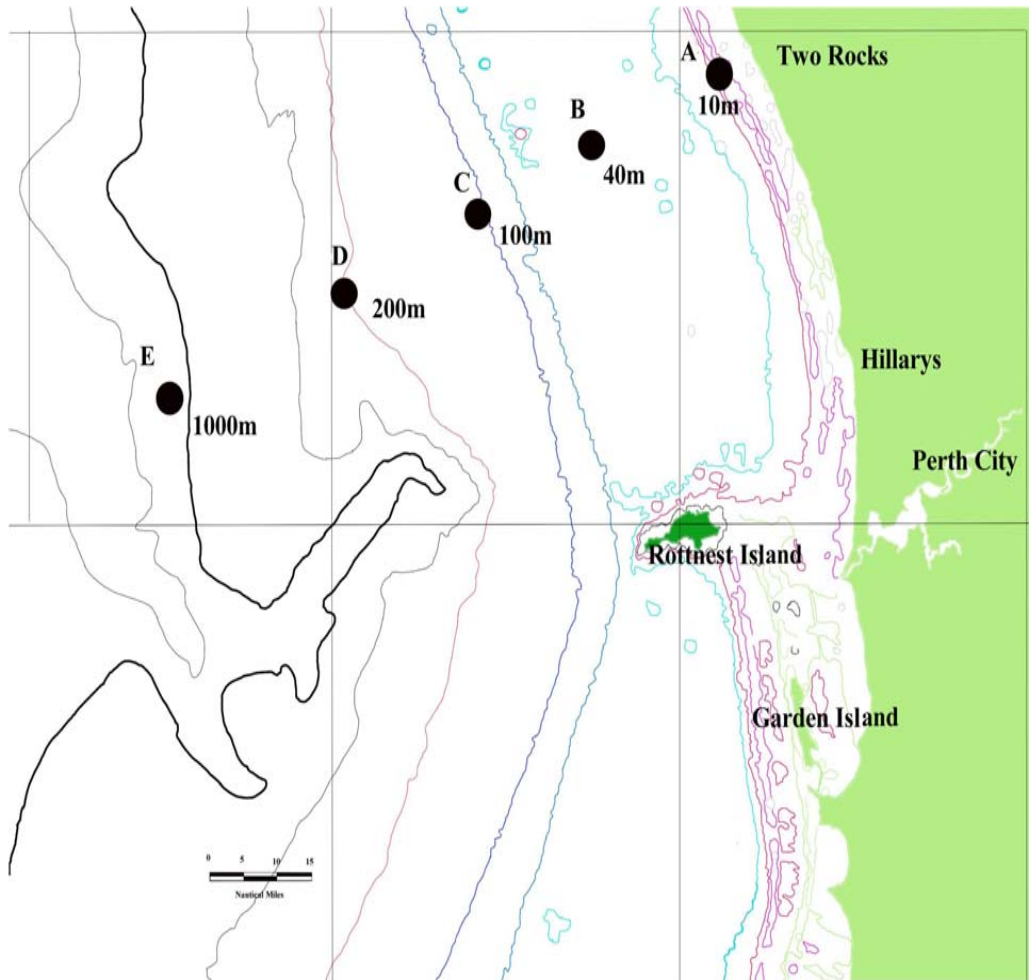 Two Rocks
A
10m
B
40m
C
100m
D
200m
E
1000m
Hillarys
Perth City
Rottnest Island
Garden Island
0 5 10 15
Nautical Miles